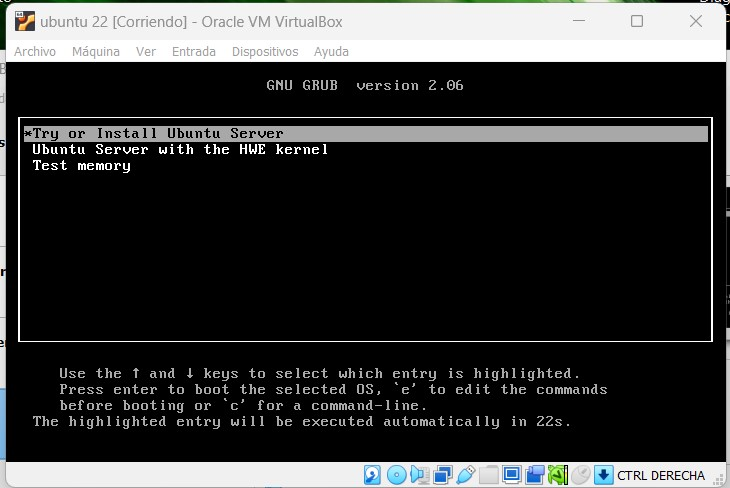 ubuntu 22 [Corriendo] - Oracle VM VirtualBox
Archivo Máquina Ver Entrada Dispositivos Ayuda
GNU GRUB version 2.06
*Try or Install Ubuntu Server
Ubuntu Server with the HWE kernel
Test memory
Use the ↑ and ↓ keys to select which entry is highlighted.
Press enter to boot the selected OS, `e' to edit the commands
before booting or `c' for a command-line.
The highlighted entry will be executed automatically in 22s.
CTRL DERECHA